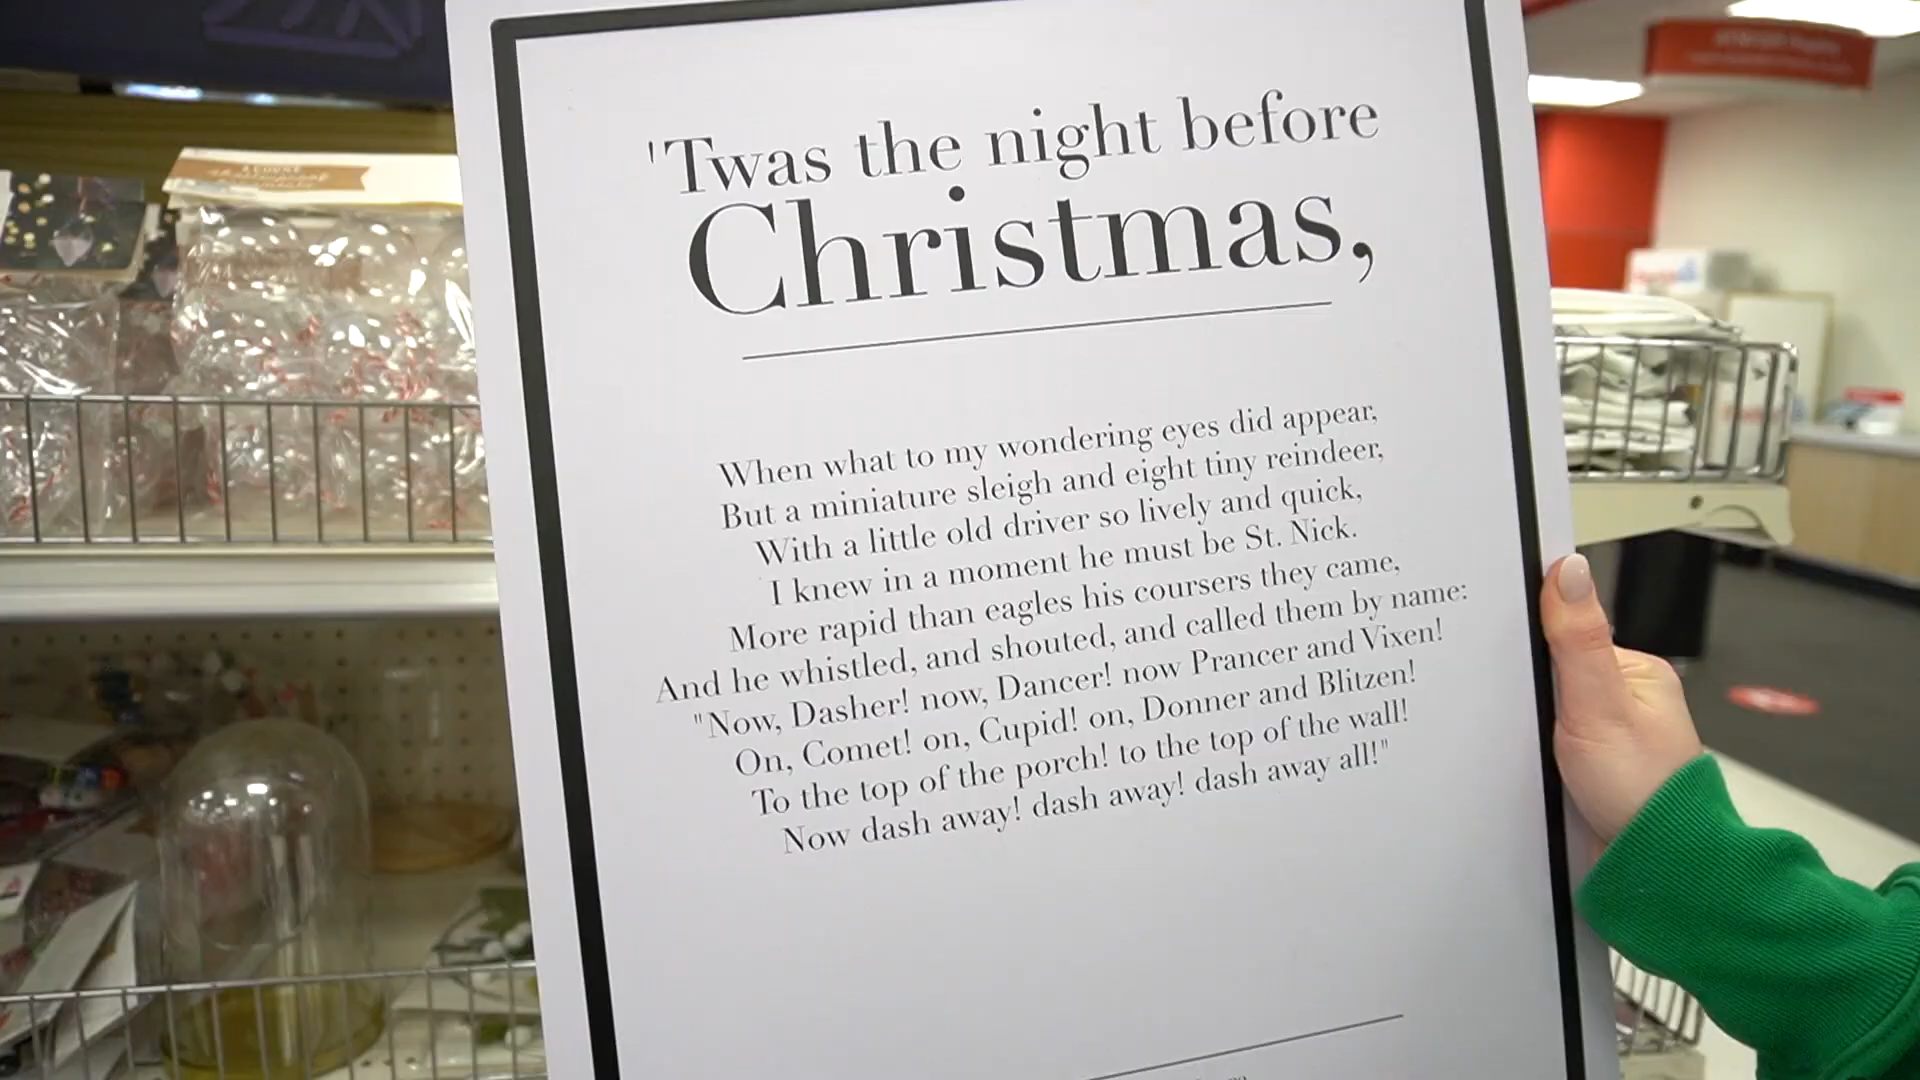 'Twas the night before
Christmas,
When what to my wondering eyes did appear,
But a miniature sleigh and eight tiny reindeer,
With a little old driver so lively and quick,
I knew in a moment he must be St. Nick.
More rapid than eagles his coursers they came,
And he whistled, and shouted, and called them by name:
"Now, Dasher! now, Dancer! now Prancer and Vixen!
On, Comet! on, Cupid! on, Donner and Blitzen!
To the top of the porch! to the top of the wall!
Now dash away! dash away! dash away all!"